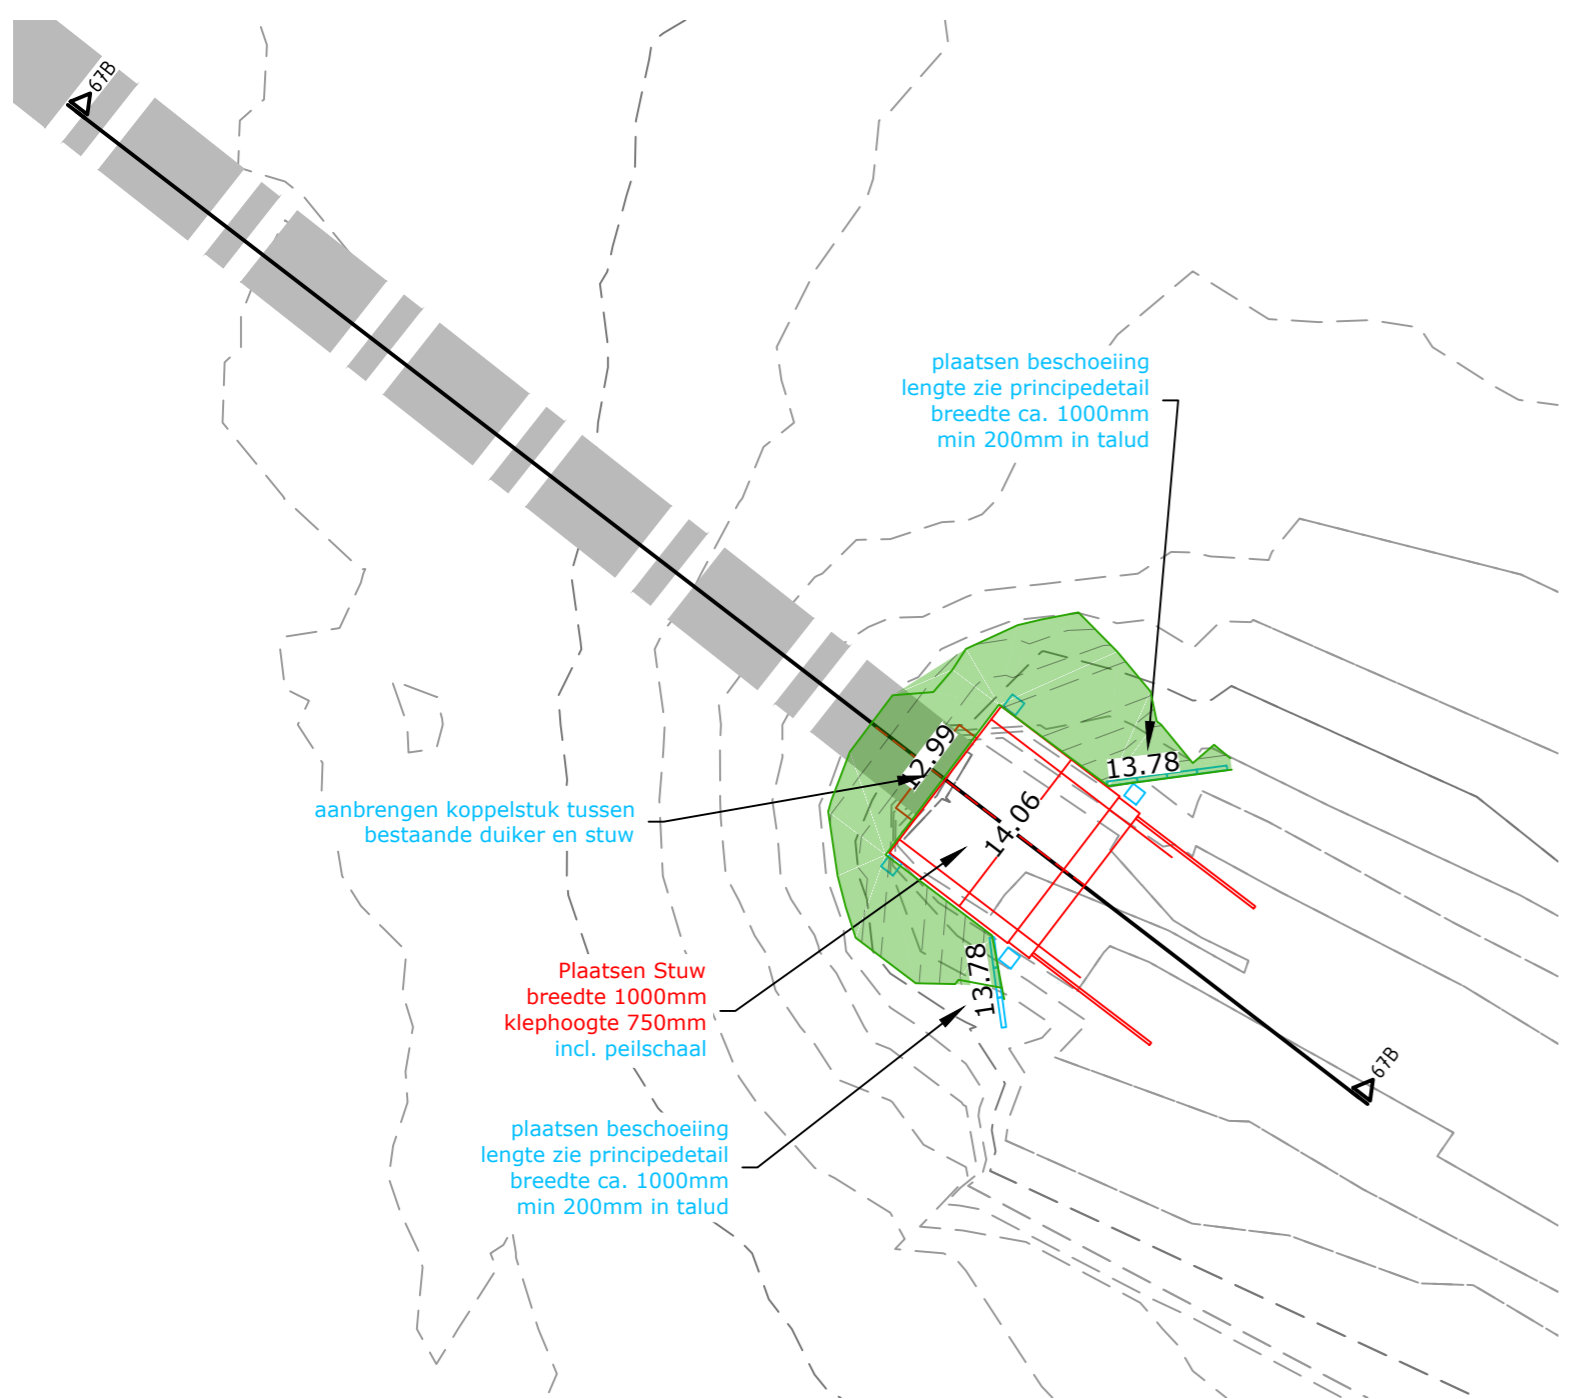 67B
plaatsen beschoeiing
lengte zie principedetail
breedte ca. 1000mm
min 200mm in talud
12.99
13.78
14.06
aanbrengen koppelstuk tussen
bestaande duiker en stuw
13.78
Plaatsen Stuw
breedte 1000mm
klephoogte 750mm
incl. peilschaal
67B
plaatsen beschoeiing
lengte zie principedetail
breedte ca. 1000mm
min 200mm in talud